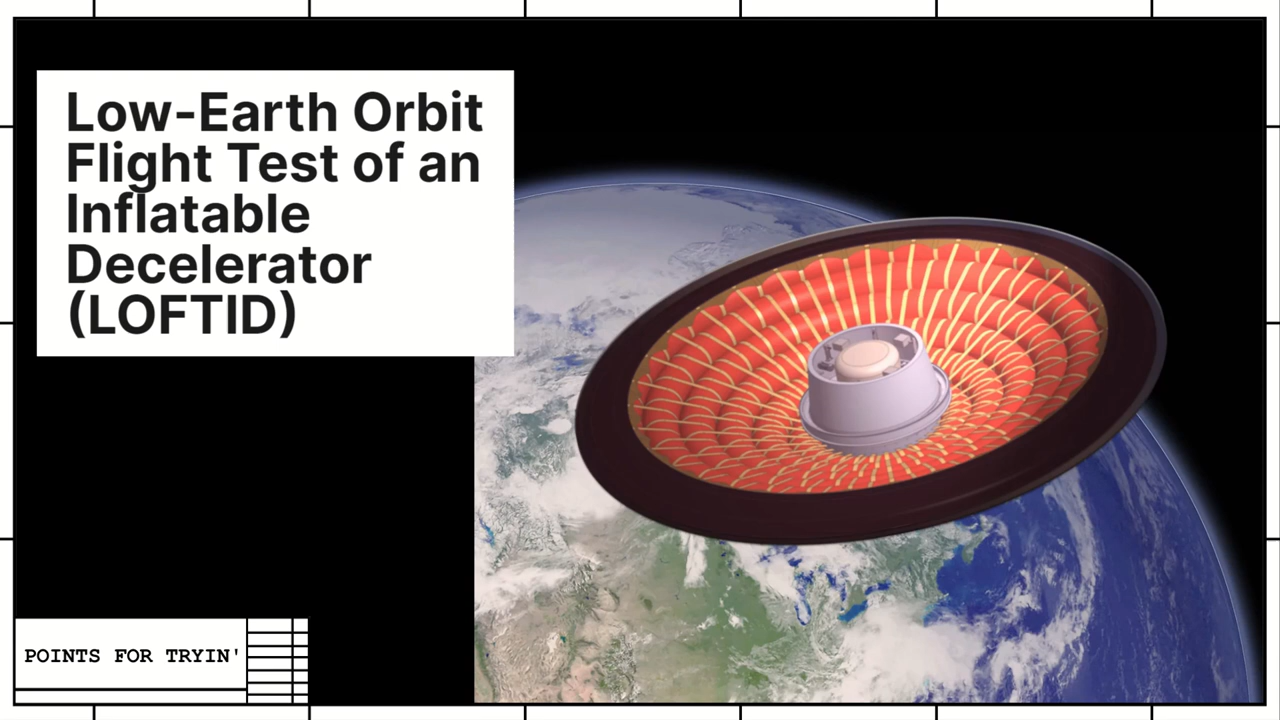 Low-Earth Orbit
Flight Test of an
Inflatable
Decelerator
(LOFTID)
POINTS FOR TRYIN'